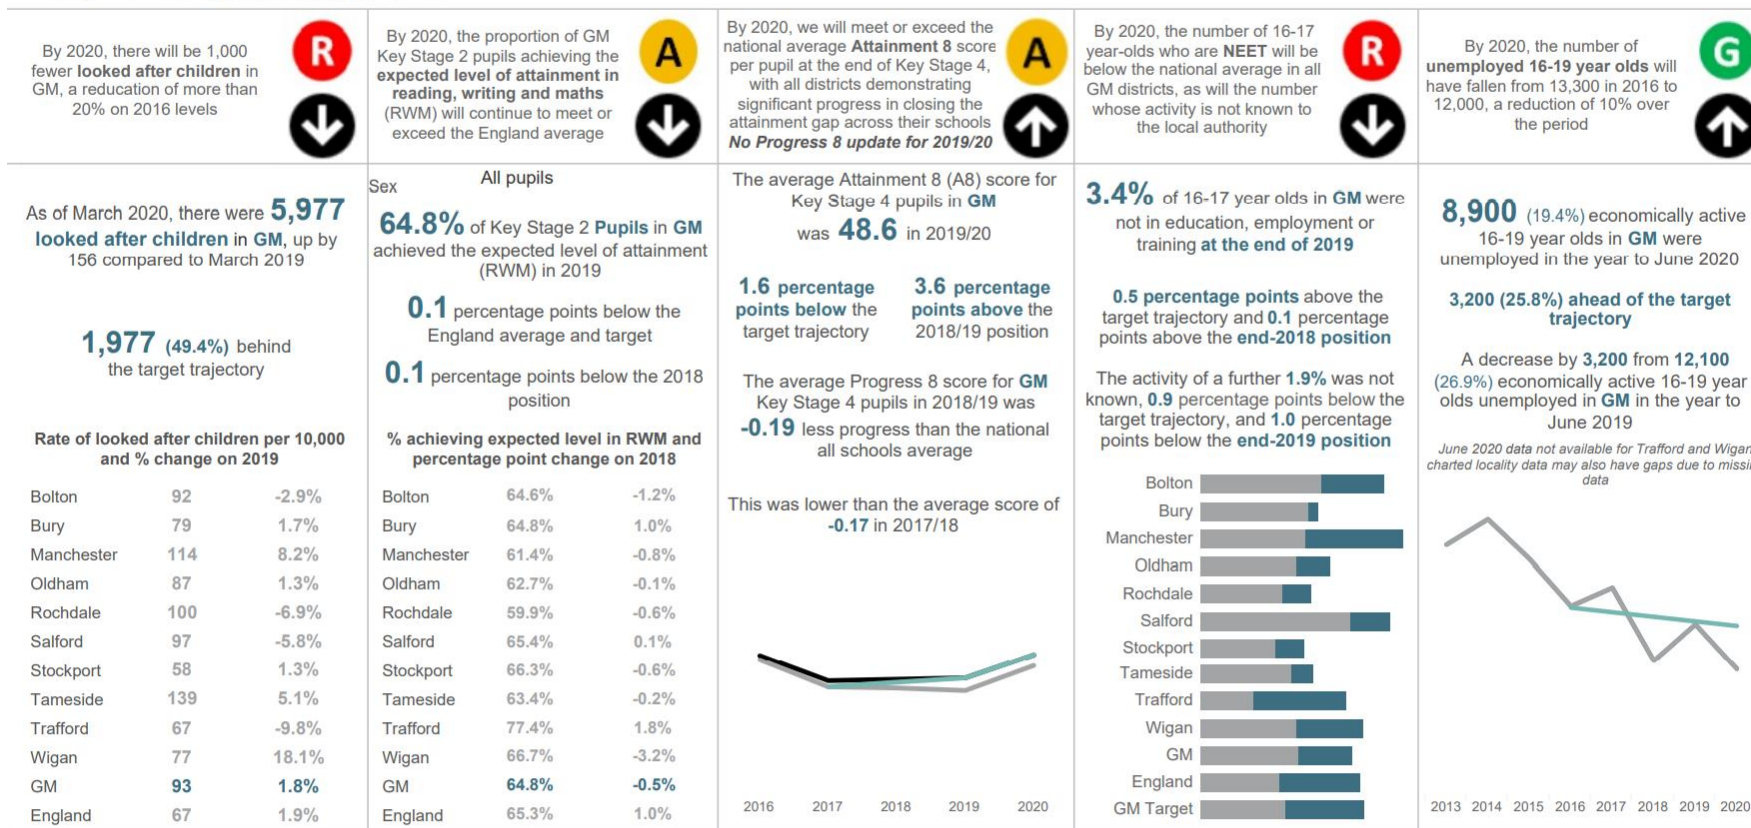 By 2020, there will be 1,000
fewer looked after children in
GM, a reducation of more than
20% on 2016 levels
R
As of March 2020, there were 5,977
looked after children in GM, up by
156 compared to March 2019
1,977 (49.4%) behind
the target trajectory
Rate of looked after children per 10,000
and % change on 2019
Bolton 92 -2.9%
Bury 79 1.7%
Manchester 114 8.2%
Oldham 87 1.3%
Rochdale 100 -6.9%
Salford 97 -5.8%
Stockport 58 1.3%
Tameside 139 5.1%
Trafford 67 -9.8%
Wigan 77 18.1%
GM 93 1.8%
England 67 1.9%
By 2020, the proportion of GM
Key Stage 2 pupils achieving the
expected level of attainment in
reading, writing and maths
(RWM) will continue to meet or
exceed the England average
A
Sex All pupils
64.8% of Key Stage 2 Pupils in GM
achieved the expected level of attainment
(RWM) in 2019
0.1 percentage points below the
England average and target
0.1 percentage points below the 2018
position
% achieving expected level in RWM and
percentage point change on 2018
Bolton 64.6% -1.2%
Bury 64.8% 1.0%
Manchester 61.4% -0.8%
Oldham 62.7% -0.1%
Rochdale 59.9% -0.6%
Salford 65.4% 0.1%
Stockport 66.3% -0.6%
Tameside 63.4% -0.2%
Trafford 77.4% 1.8%
Wigan 66.7% -3.2%
GM 64.8% -0.5%
England 65.3% 1.0%
By 2020, we will meet or exceed the
national average Attainment 8 score
per pupil at the end of Key Stage 4,
with all districts demonstrating
significant progress in closing the
attainment gap across their schools
No Progress 8 update for 2019/20
A
The average Attainment 8 (A8) score for
Key Stage 4 pupils in GM
was 48.6 in 2019/20
1.6 percentage
points below the
target trajectory
3.6 percentage
points above the
2018/19 position
The average Progress 8 score for GM
Key Stage 4 pupils in 2018/19 was
-0.19 less progress than the national
all schools average
This was lower than the average score of
-0.17 in 2017/18
2016 2017 2018 2019 2020
By 2020, the number of 16-17
year-olds who are NEET will be
below the national average in all
GM districts, as will the number
whose activity is not known to
the local authority
R
3.4% of 16-17 year olds in GM were
not in education, employment or
training at the end of 2019
0.5 percentage points above the
target trajectory and 0.1 percentage
points above the end-2018 position
The activity of a further 1.9% was not
known, 0.9 percentage points below the
target trajectory, and 1.0 percentage
points below the end-2019 position
Bolton
Bury
Manchester
Oldham
Rochdale
Salford
Stockport
Tameside
Trafford
Wigan
GM
England
GM Target
By 2020, the number of
unemployed 16-19 year olds will
have fallen from 13,300 in 2016 to
12,000, a reduction of 10% over
the period
G
8,900 (19.4%) economically active
16-19 year olds in GM were
unemployed in the year to June 2020
3,200 (25.8%) ahead of the target
trajectory
A decrease by 3,200 from 12,100
(26.9%) economically active 16-19 year
olds unemployed in GM in the year to
June 2019
June 2020 data not available for Trafford and Wigan
charted locality data may also have gaps due to missi
data
2013 2014 2015 2016 2017 2018 2019 2020